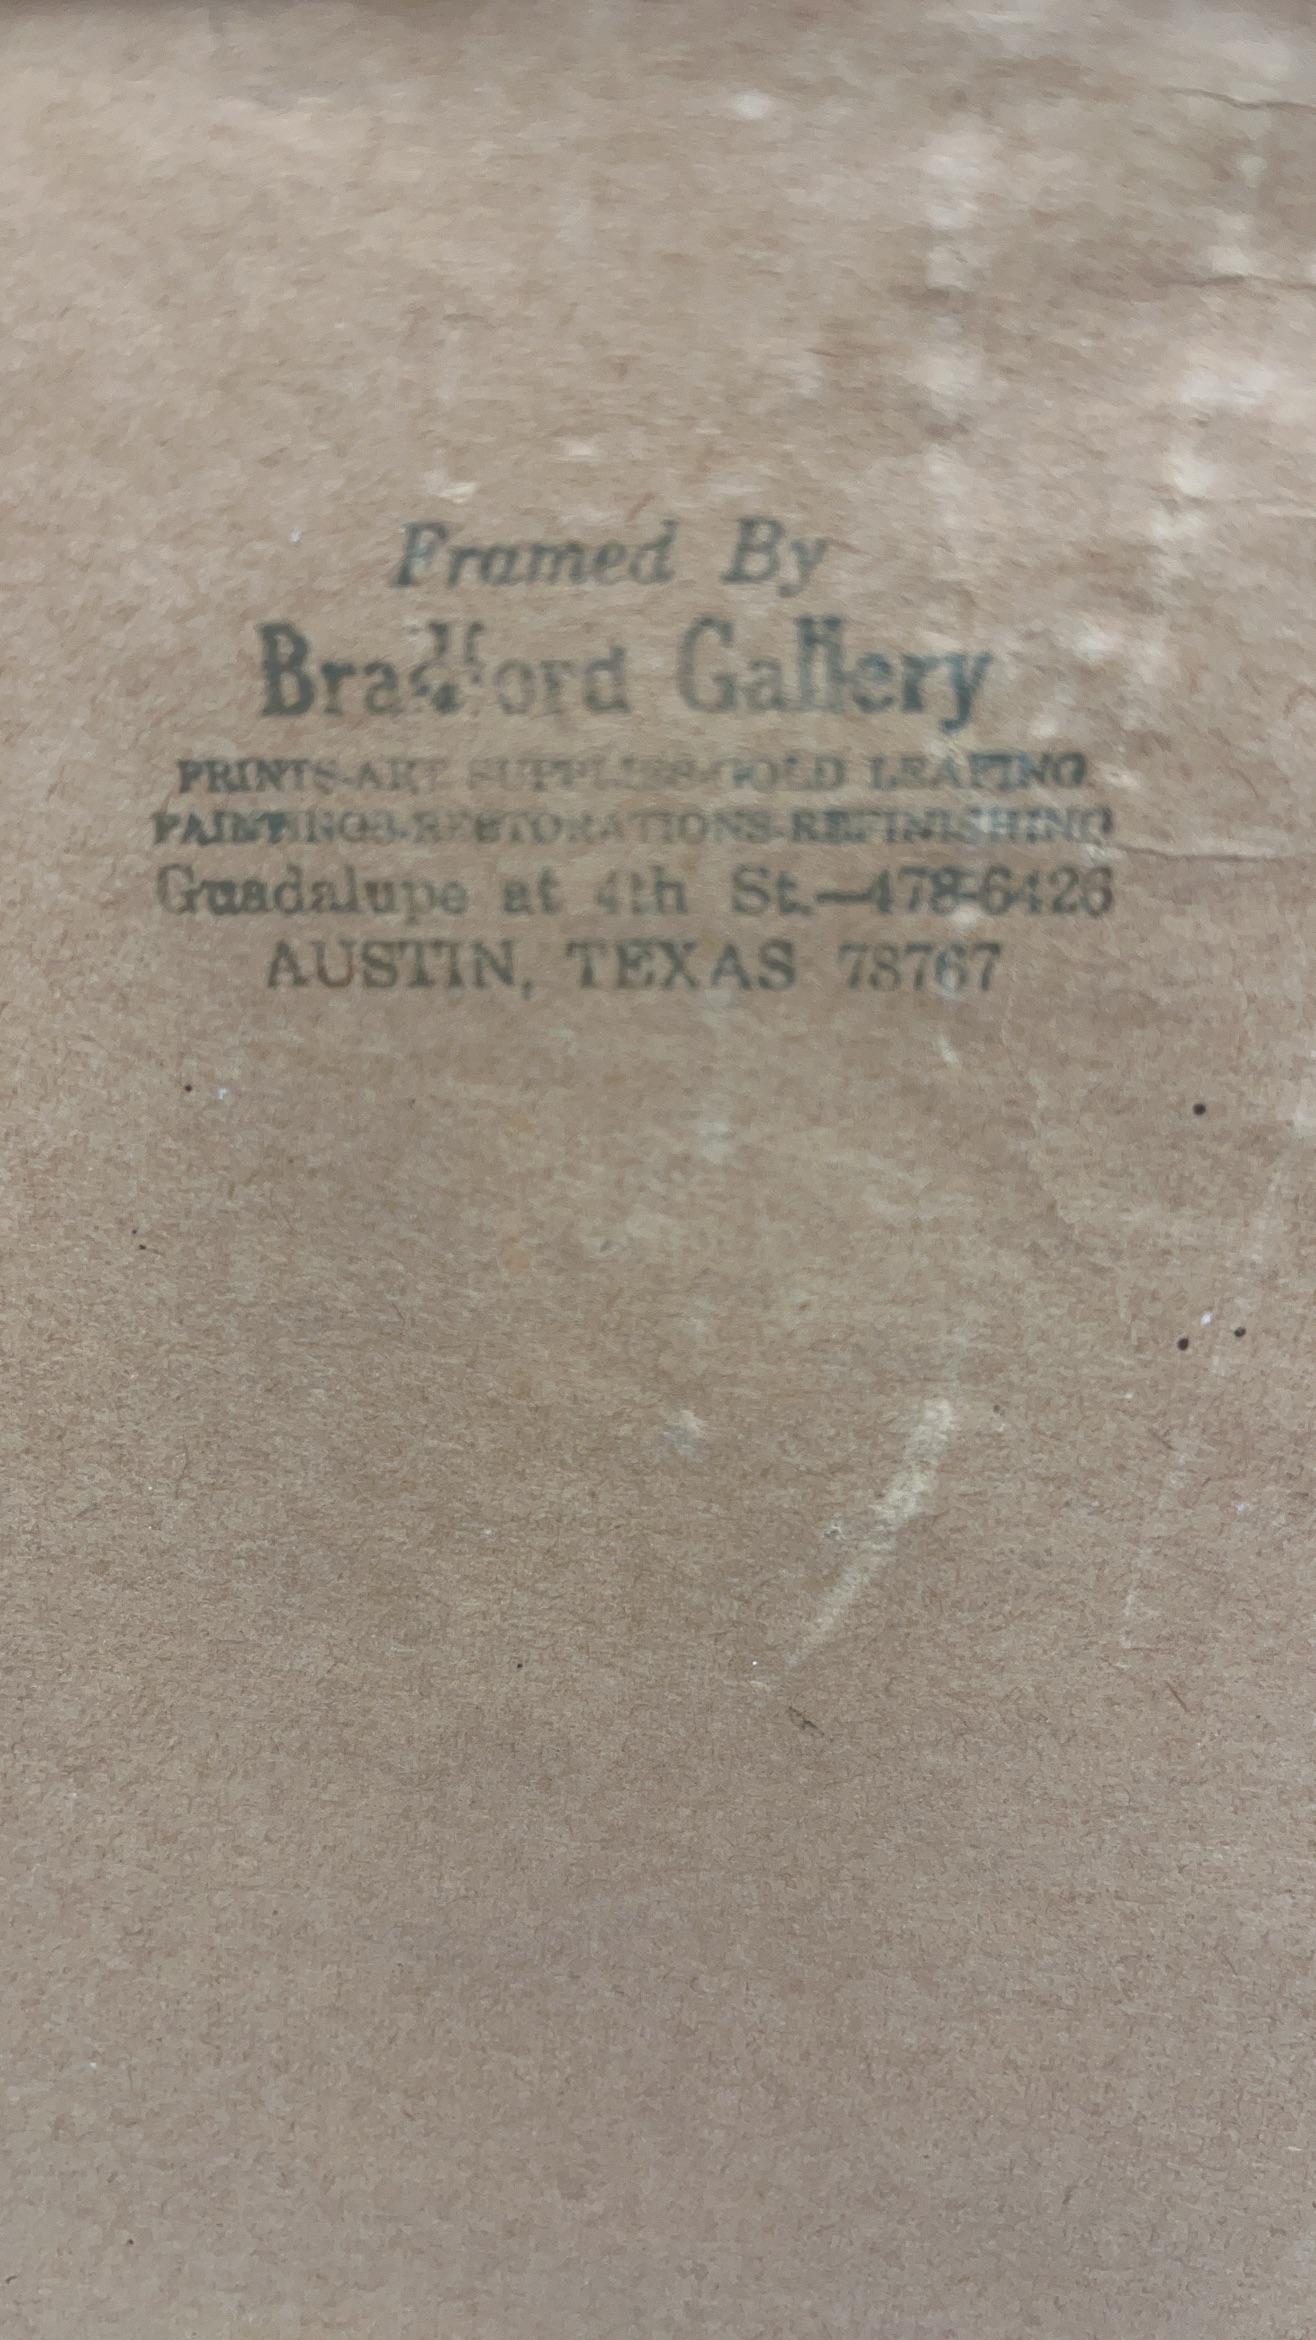 Framed By
Bradford Gallery
PRINTS-ART SUPPLIES-GOLD LEAFING
PAINTINGS-RESTORATIONS-REFINISHING
Guadalupe at 4th St.—478-6426
AUSTIN, TEXAS 78767